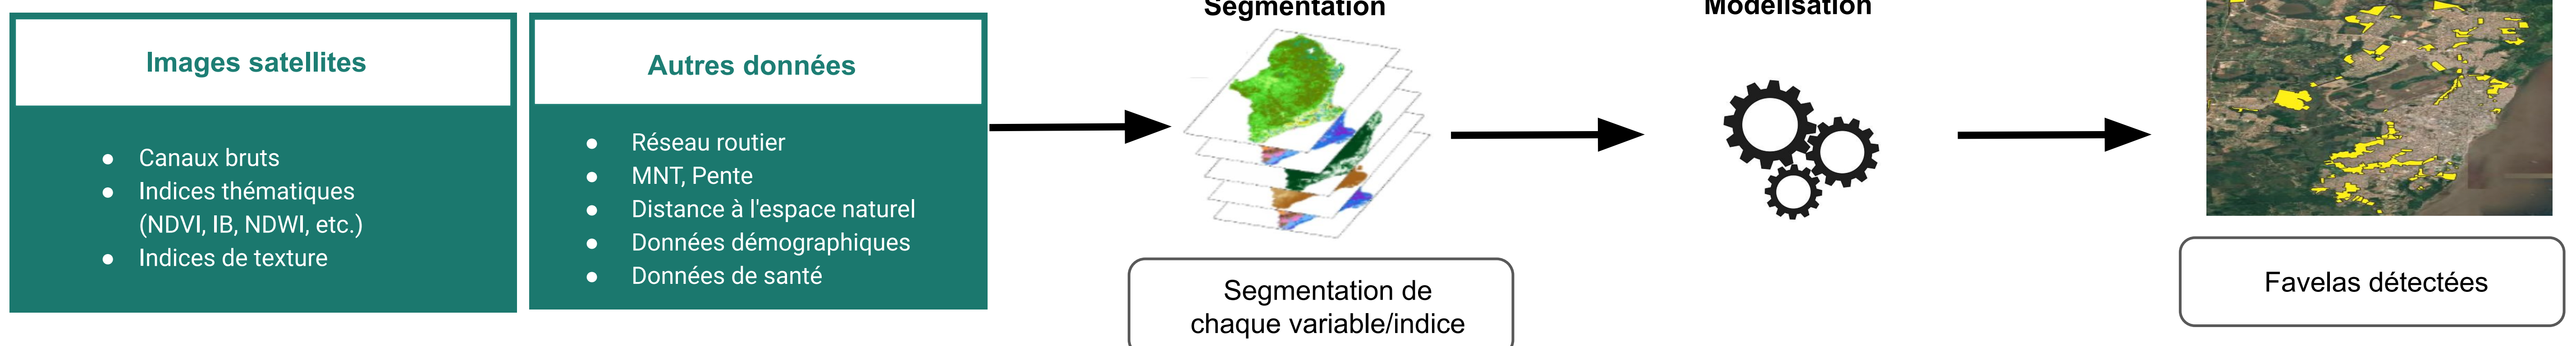 Images satellites
● Canaux bruts
● Indices thématiques
(NDVI, IB, NDWI, etc.)
● Indices de texture
Autres données
● Réseau routier
● MNT, Pente
● Distance à l'espace naturel
● Données démographiques
● Données de santé
Segmentation
Segmentation de
chaque variable/indice
Modélisation
Favelas détectées